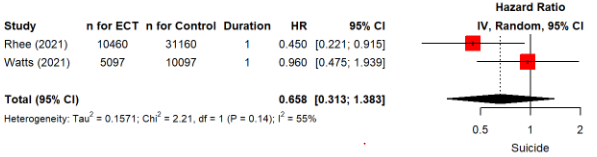 Hazard Ratio
Study n for ECT n for Control Duration HR 95% CI IV, Random, 95% CI
Rhee (2021) 10460 31160 1 0.450 [0.221; 0.915]
Watts (2021) 5097 10097 1 0.960 [0.475; 1.939]
Total (95% CI) 0.658 [0.313; 1.383]
Heterogeneity: Tau² = 0.1571; Chi² = 2.21, df = 1 (P = 0.14); I² = 55%
0.5 1 2
Suicide